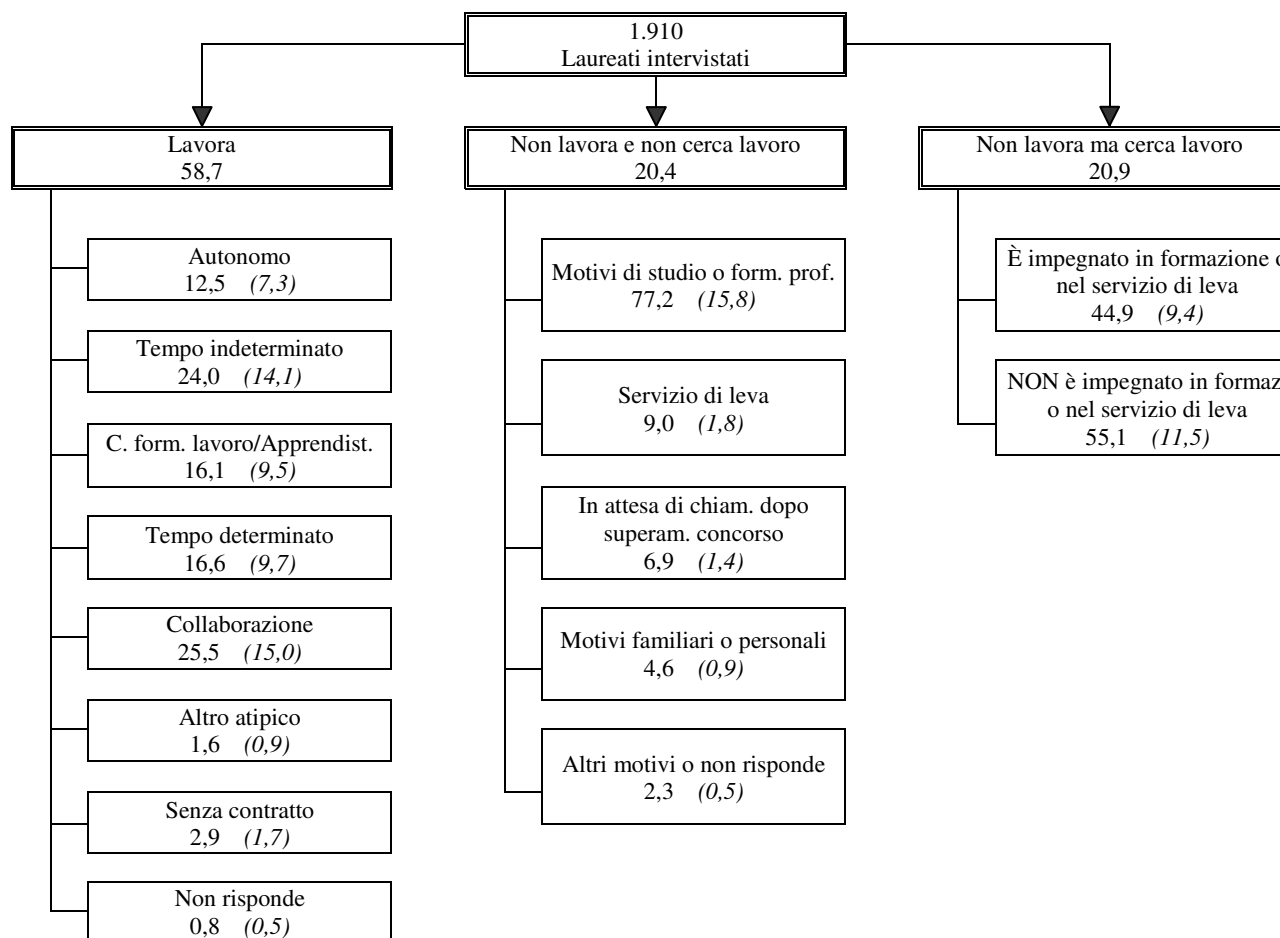 1.910
Laureati intervistati
Lavora
58,7
Autonomo
12,5 (7,3)
Tempo indeterminato
24,0 (14,1)
C. form. lavoro/Apprendist.
16,1 (9,5)
Tempo determinato
16,6 (9,7)
Collaborazione
25,5 (15,0)
Altro atipico
1,6 (0,9)
Senza contratto
2,9 (1,7)
Non risponde
0,8 (0,5)
Non lavora e non cerca lavoro
20,4
Motivi di studio o form. prof.
77,2 (15,8)
Servizio di leva
9,0 (1,8)
In attesa di chiam. dopo
superam. concorso
6,9 (1,4)
Motivi familiari o personali
4,6 (0,9)
Altri motivi o non risponde
2,3 (0,5)
Non lavora ma cerca lavoro
20,9
È impegnato in formazione o
nel servizio di leva
44,9 (9,4)
NON è impegnato in formaz
o nel servizio di leva
55,1 (11,5)